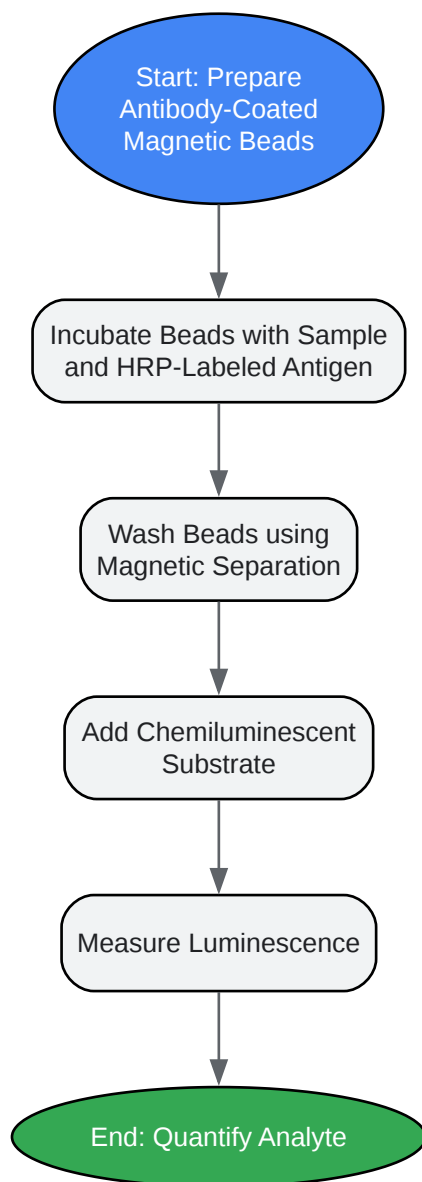 Start: Prepare
Antibody-Coated
Magnetic Beads
Incubate Beads with Sample
and HRP-Labeled Antigen
Wash Beads using
Magnetic Separation
Add Chemiluminescent
Substrate
Measure Luminescence
End: Quantify Analyte